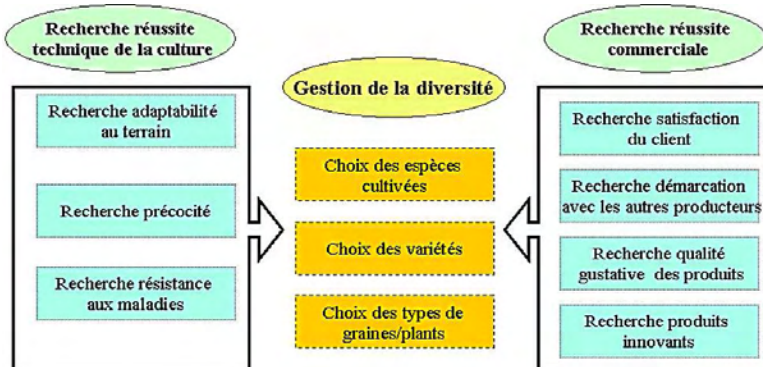 Recherche réussite
technique de la culture
Recherche adaptabilité
au terrain
Recherche précocité
Recherche résistance
aux maladies
Gestion de la diversité
Choix des espèces
cultivées
Choix des variétés
Choix des types de
graines/plants
Recherche réussite
commerciale
Recherche satisfaction
du client
Recherche démarcation
avec les autres producteurs
Recherche qualité
gustative des produits
Recherche produits
innovants